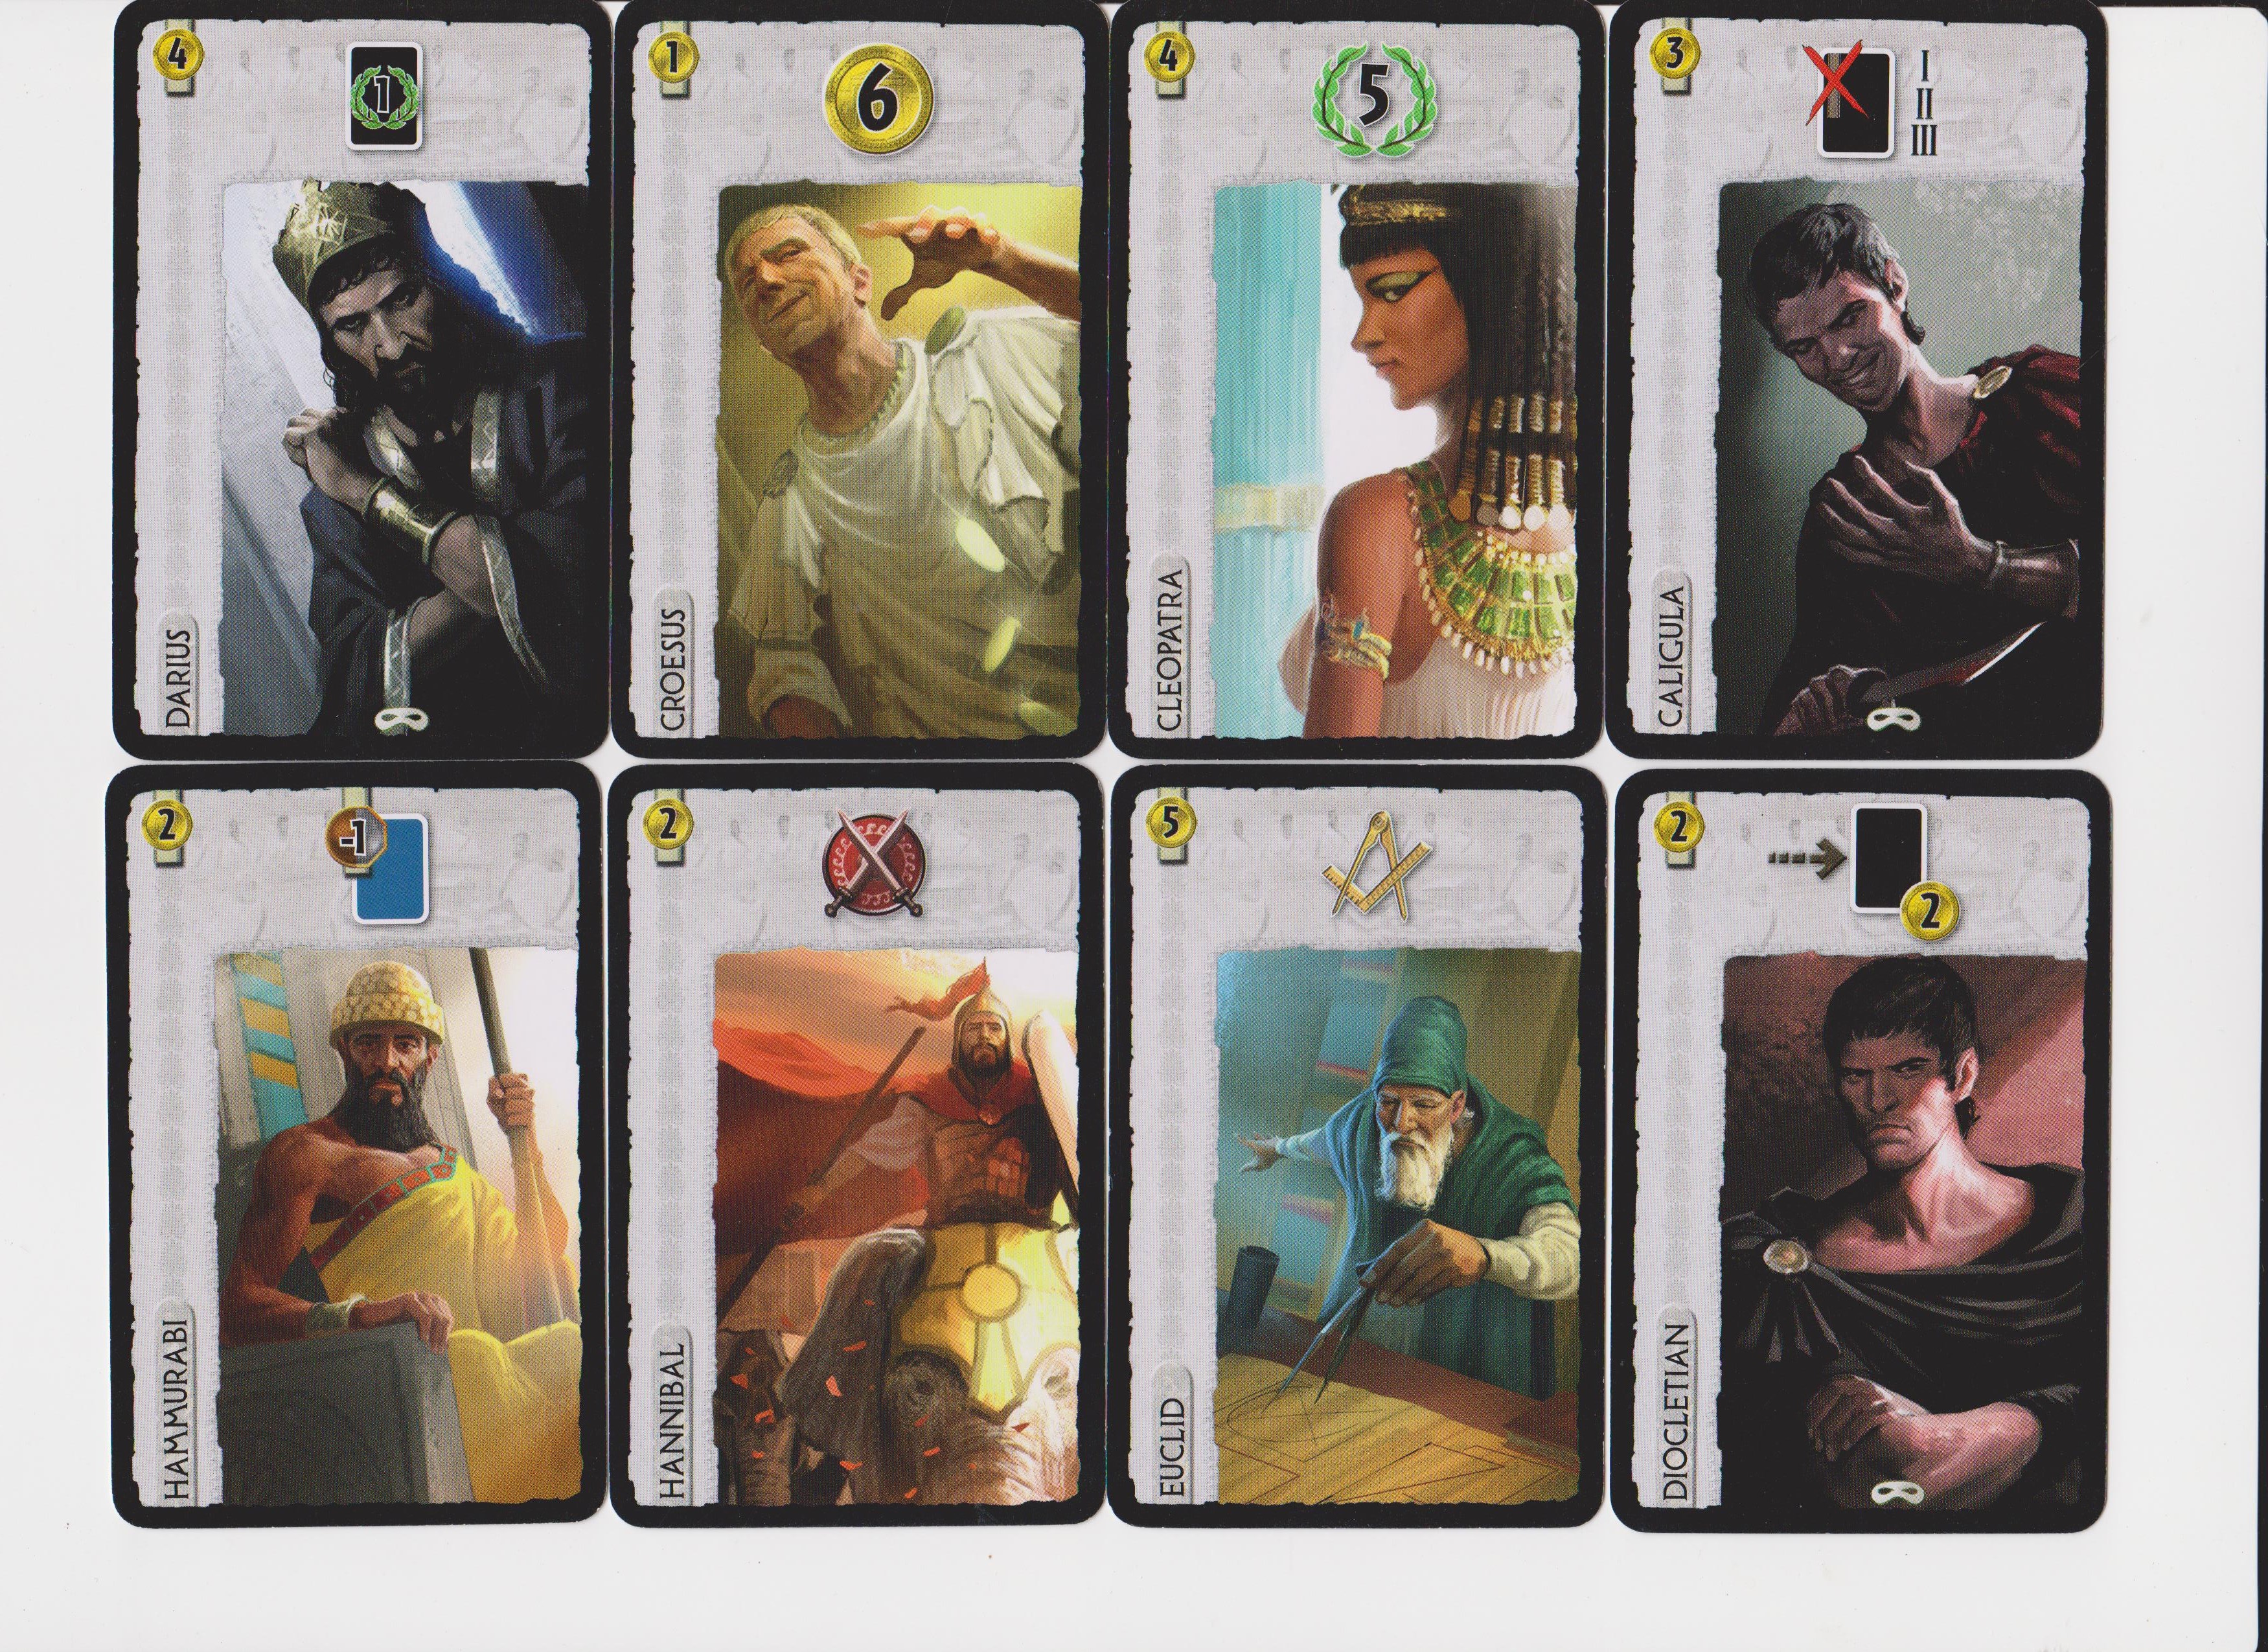 4
1
DARIUS
1
6
CROESUS
4
5
CLEOPATRA
3
I
II
III
CALIGULA
2
-1
HAMMURABI
2
HANNIBAL
5
EUCLID
2
2
DIOCLETIAN